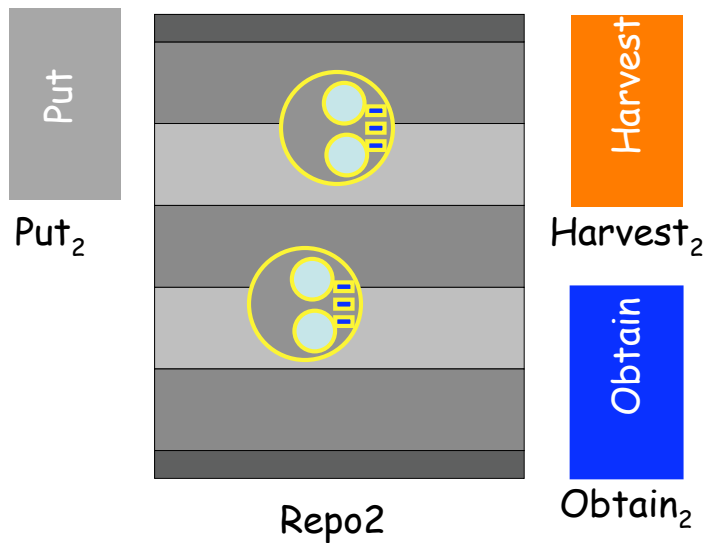 Put
Put₂
Harvest
Harvest₂
Obtain
Obtain₂
Repo2